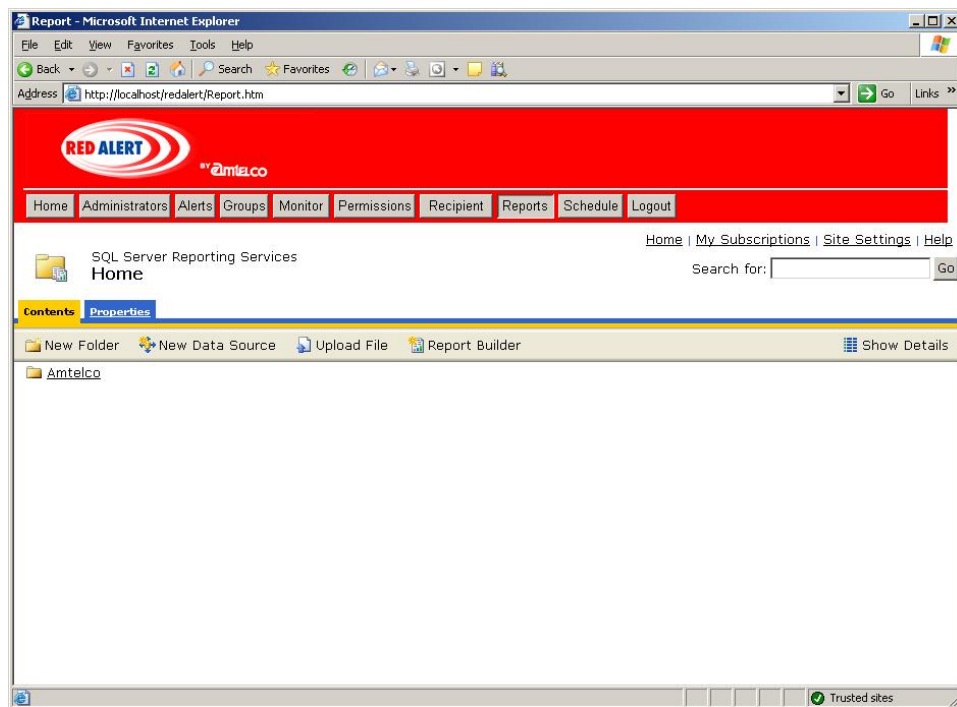 Report - Microsoft Internet Explorer
File Edit View Favorites Tools Help
Back Search Favorites
Address http://localhost/redalert/Report.htm Go Links »
RED ALERT
BY amtelco
Home Administrators Alerts Groups Monitor Permissions Recipient Reports Schedule Logout
Home | My Subscriptions | Site Settings | Help
SQL Server Reporting Services
Home
Search for: Go
Contents Properties
New Folder New Data Source Upload File Report Builder Show Details
Amtelco
Trusted sites